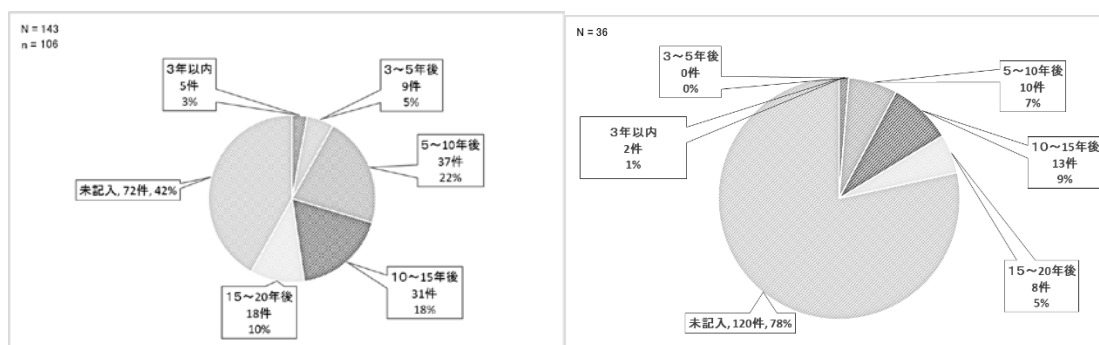 N = 143
n = 106
3年以内
5件
3%
3～5年後
9件
5%
5～10年後
37件
22%
10～15年後
31件
18%
15～20年後
18件
10%
未記入, 72件, 42%
N = 36
3～5年後
0件
0%
5～10年後
10件
7%
3年以内
2件
1%
10～15年後
13件
9%
15～20年後
8件
5%
未記入, 120件, 78%